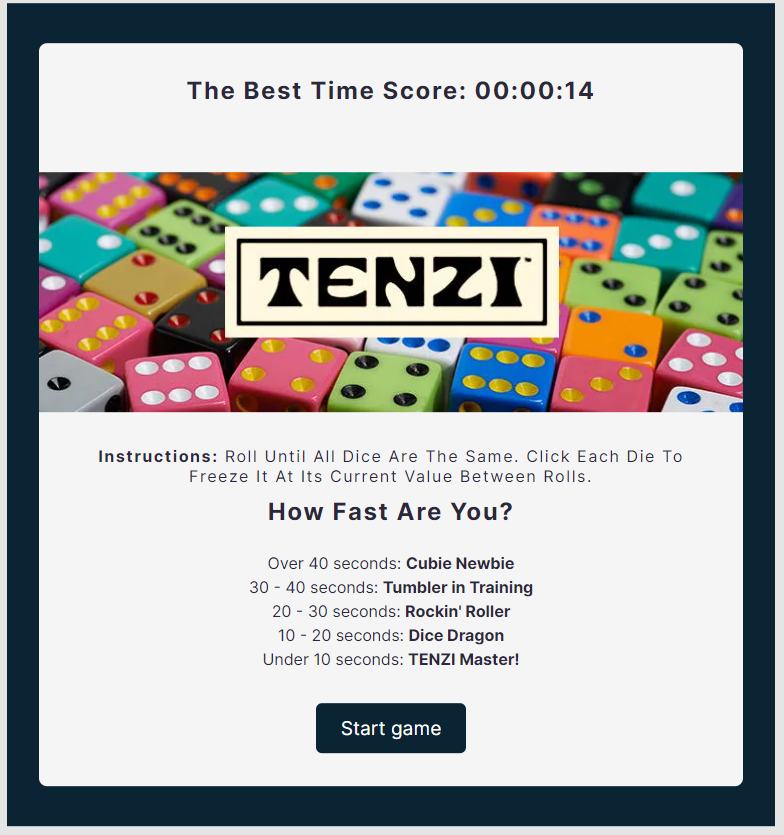 The Best Time Score: 00:00:14
TENZI™
Instructions: Roll Until All Dice Are The Same. Click Each Die To
Freeze It At Its Current Value Between Rolls.
How Fast Are You?
Over 40 seconds: Cubie Newbie
30 - 40 seconds: Tumbler in Training
20 - 30 seconds: Rockin' Roller
10 - 20 seconds: Dice Dragon
Under 10 seconds: TENZI Master!
Start game